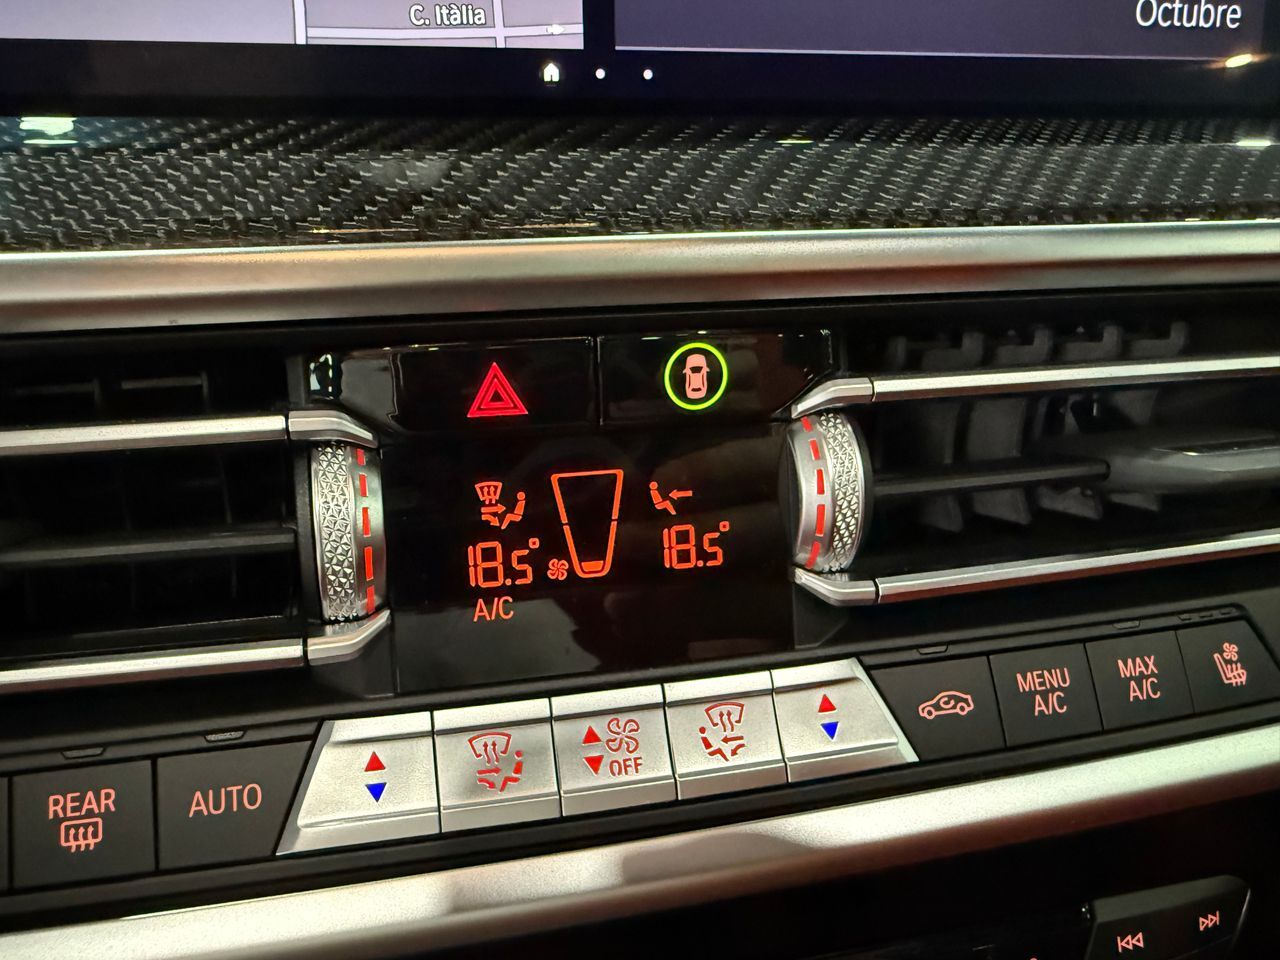 C. Itàlia
Octubre
18.5°
18.5°
A/C
REAR
AUTO
OFF
MENU
A/C
MAX
A/C